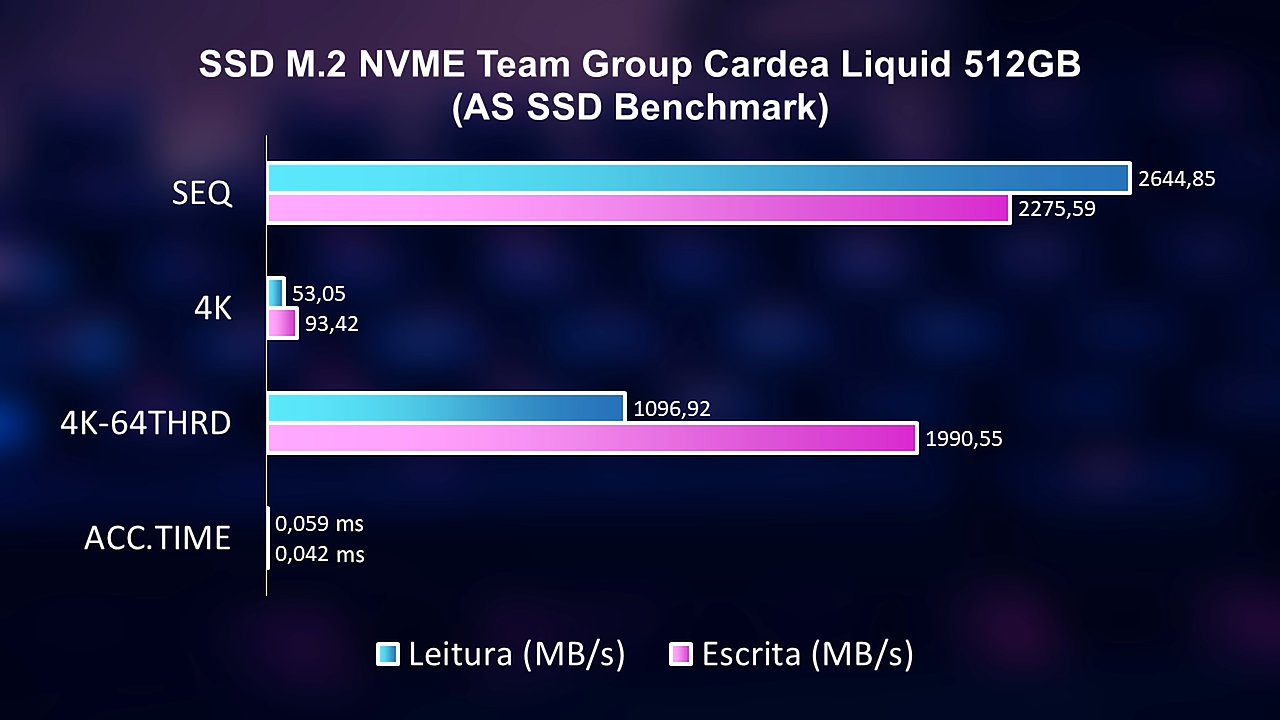 SSD M.2 NVME Team Group Cardea Liquid 512GB
(AS SSD Benchmark)
SEQ
2644,85
2275,59
4K
53,05
93,42
4K-64THRD
1096,92
1990,55
ACC.TIME
0,059 ms
0,042 ms
Leitura (MB/s)
Escrita (MB/s)